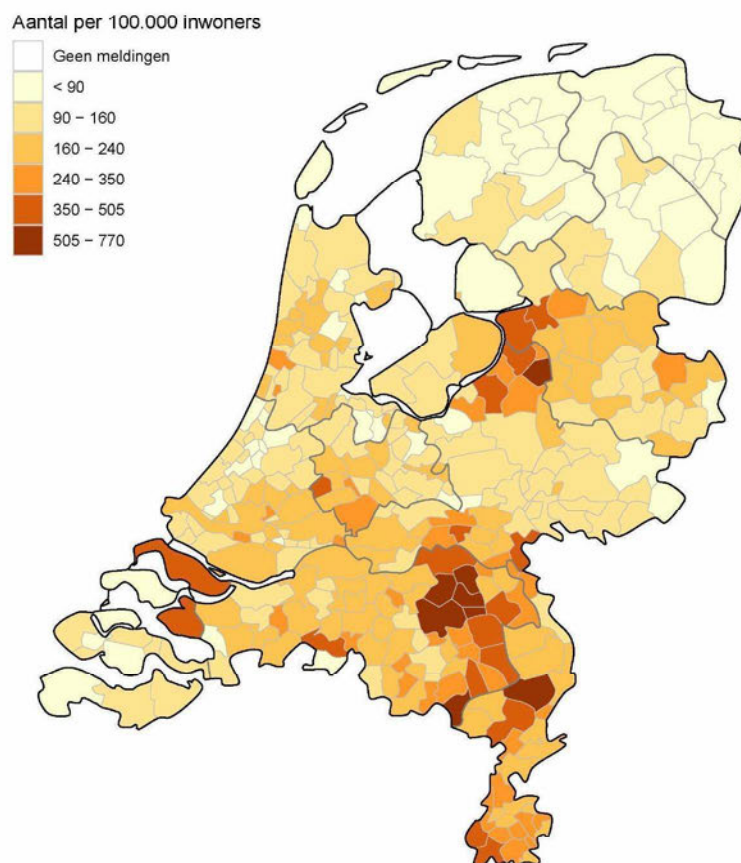 Aantal per 100.000 inwoners
Geen meldingen
< 90
90 – 160
160 – 240
240 – 350
350 – 505
505 – 770